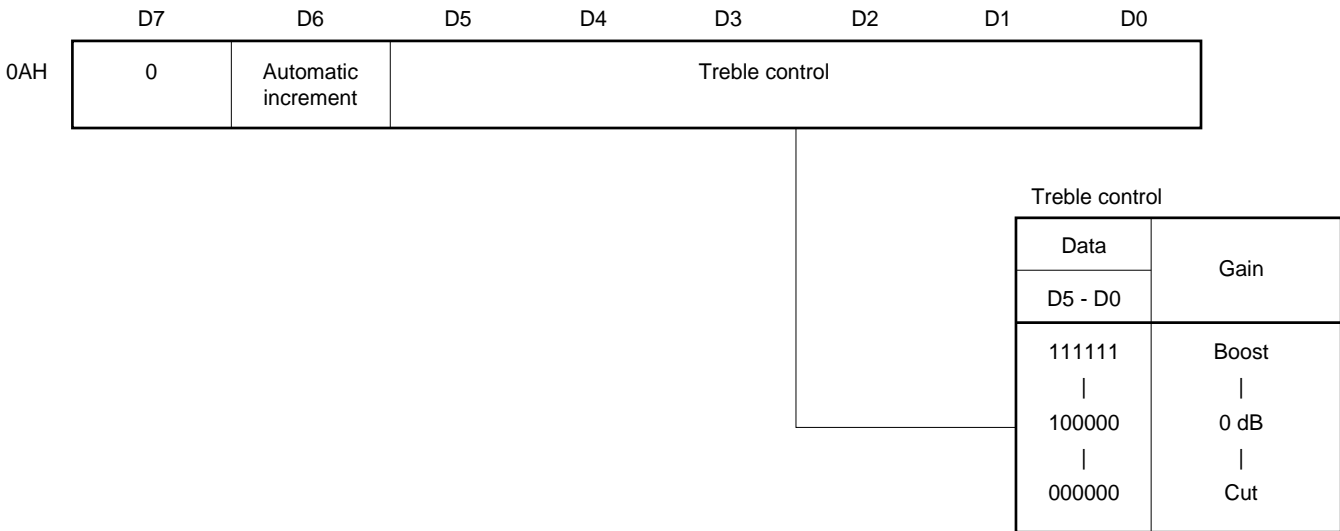 D7 D6 D5 D4 D3 D2 D1 D0
0AH 0 Automatic increment Treble control
Treble control
Data Gain
D5 - D0
111111 Boost
| |
100000 0 dB
| |
000000 Cut